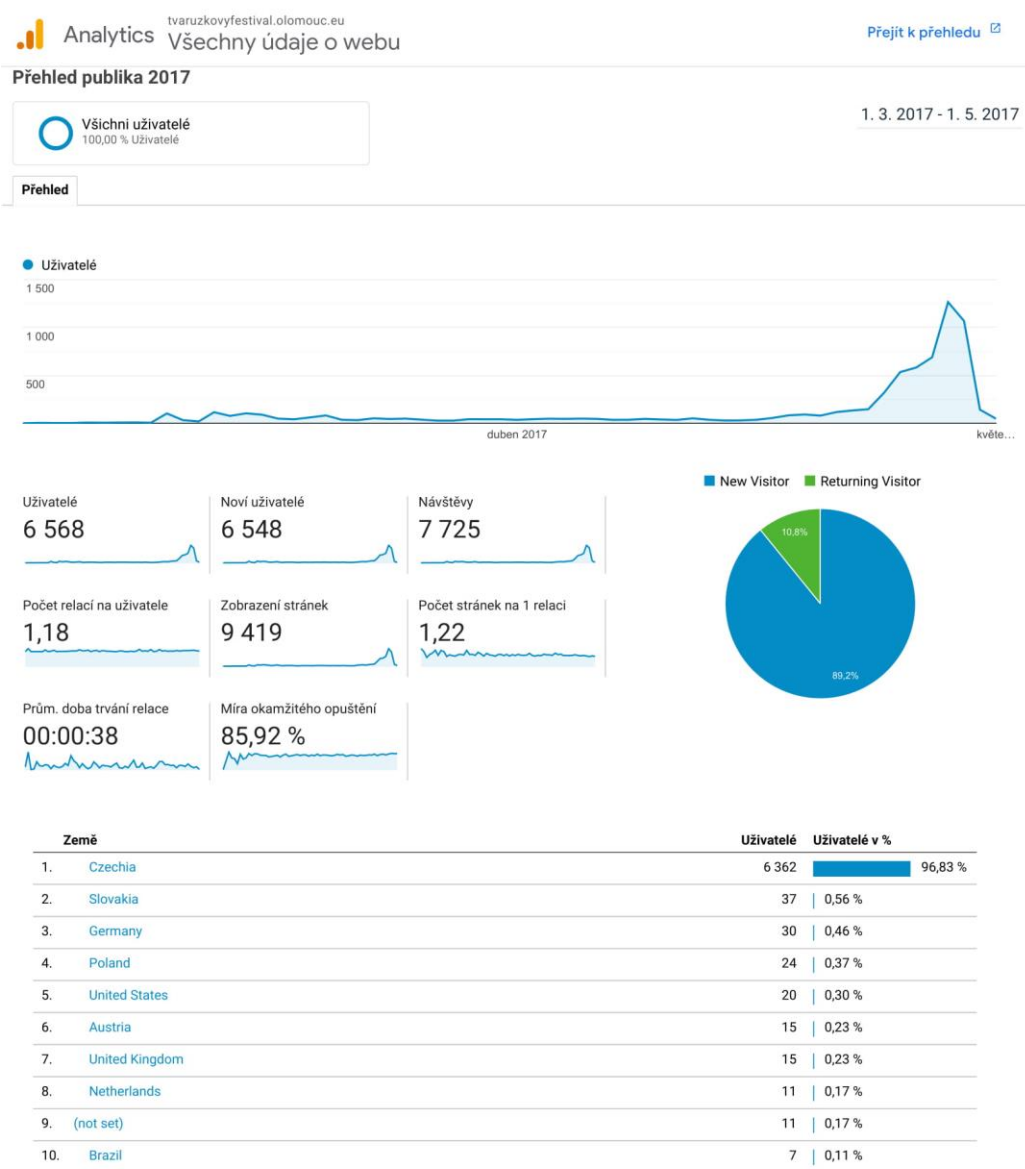 Analytics
tvaruzkovyfestival.olomouc.eu
Všechny údaje o webu
Přejít k přehledu
Přehled publika 2017
Všichni uživatelé
100,00 % Uživatelé
1. 3. 2017 - 1. 5. 2017
Přehled
Uživatelé
1 500
1 000
500
duben 2017
květe…
Uživatelé
6 568
Noví uživatelé
6 548
Návštěvy
7 725
Počet relací na uživatele
1,18
Zobrazení stránek
9 419
Počet stránek na 1 relaci
1,22
Prům. doba trvání relace
00:00:38
Míra okamžitého opuštění
85,92 %
New Visitor Returning Visitor
10,8%
89,2%
Země Uživatelé Uživatelé v %
1. Czechia 6 362 96,83 %
2. Slovakia 37 0,56 %
3. Germany 30 0,46 %
4. Poland 24 0,37 %
5. United States 20 0,30 %
6. Austria 15 0,23 %
7. United Kingdom 15 0,23 %
8. Netherlands 11 0,17 %
9. (not set) 11 0,17 %
10. Brazil 7 0,11 %